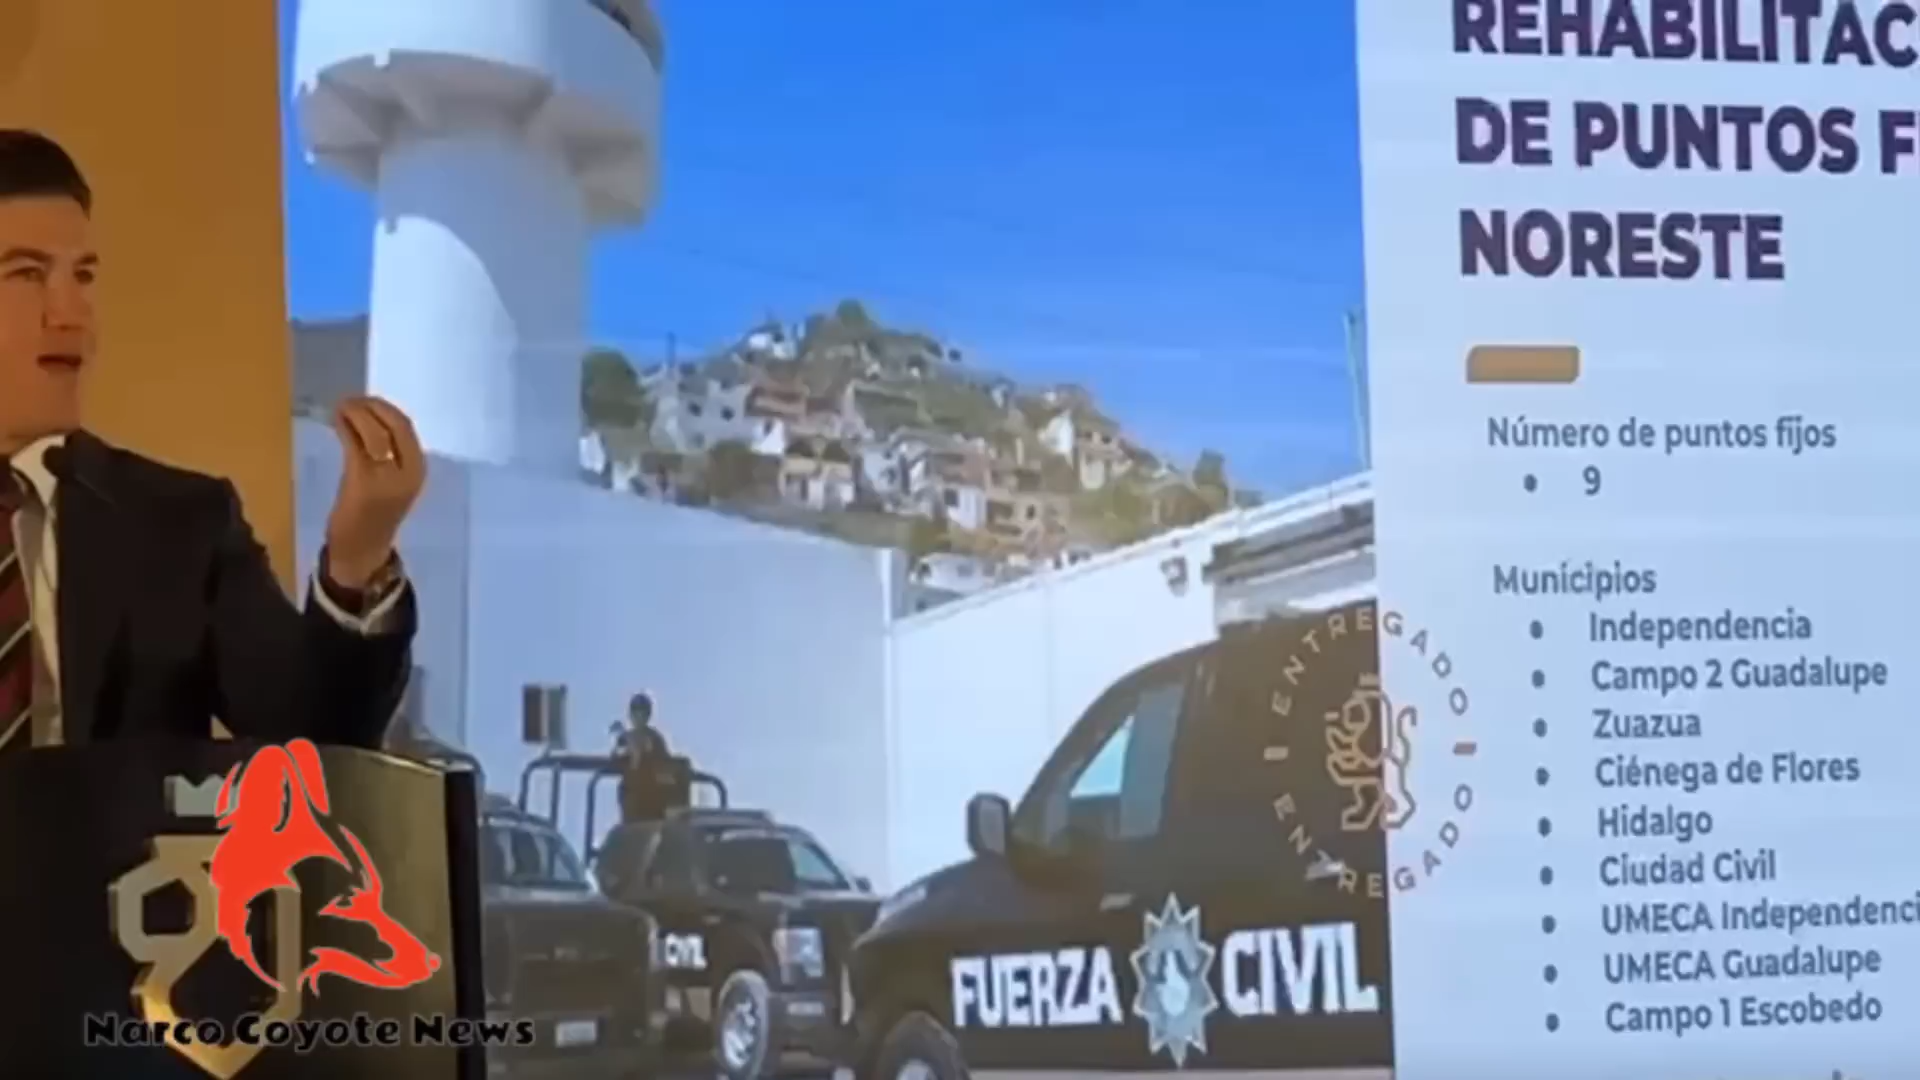 REHABILITAC
DE PUNTOS F
NORESTE
Número de puntos fijos
• 9
Municipios
• Independencia
• Campo 2 Guadalupe
• Zuazua
• Ciénega de Flores
• Hidalgo
• Ciudad Civil
• UMECA Independenci
• UMECA Guadalupe
• Campo 1 Escobedo
ENTREGADO
ENTREGADO
CIVIL
FUERZA CIVIL
Narco Coyote News